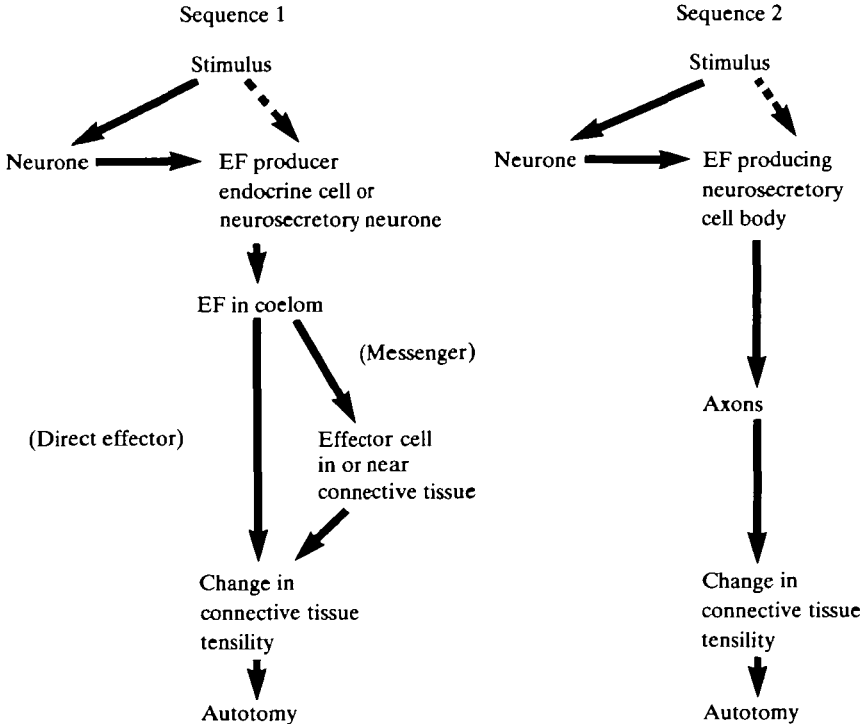 Sequence 1
Stimulus
Neurone
EF producer
endocrine cell or
neurosecretory neurone
EF in coelom
(Messenger)
(Direct effector)
Effector cell
in or near
connective tissue
Change in
connective tissue
tensility
Autotomy
Sequence 2
Stimulus
Neurone
EF producing
neurosecretory
cell body
Axons
Change in
connective tissue
tensility
Autotomy